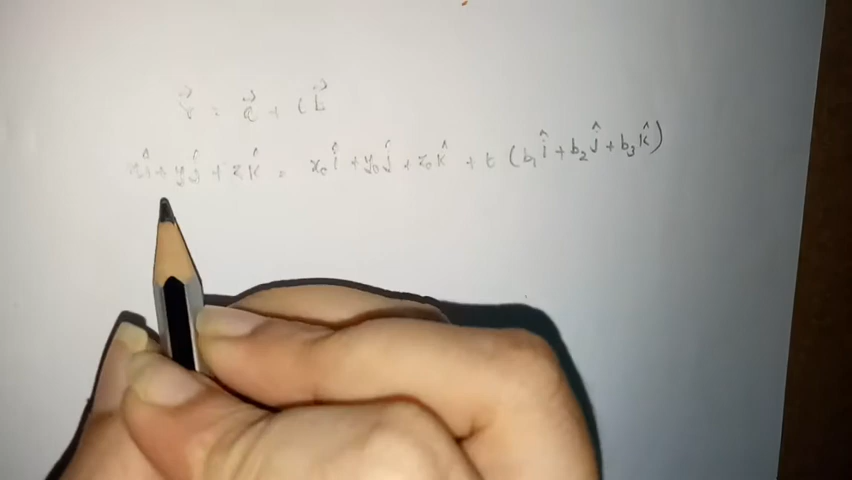 r⃗ = a⃗ + tb⃗
xî + yĵ + zk̂ = x₀î + y₀ĵ + z₀k̂ + t (b₁î + b₂ĵ + b₃k̂)